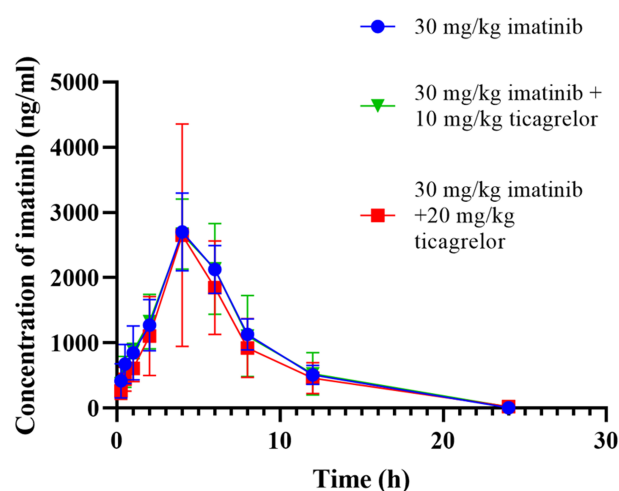 30 mg/kg imatinib
30 mg/kg imatinib +
10 mg/kg ticagrelor
30 mg/kg imatinib
+20 mg/kg
ticagrelor
Concentration of imatinib (ng/ml)
5000
4000
3000
2000
1000
0
0
10
20
30
Time (h)